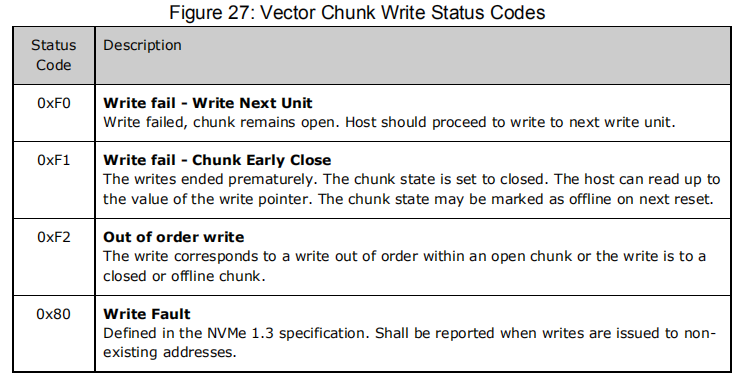 Figure 27: Vector Chunk Write Status Codes
Status Code
Description
0xF0
Write fail - Write Next Unit
Write failed, chunk remains open. Host should proceed to write to next write unit.
0xF1
Write fail - Chunk Early Close
The writes ended prematurely. The chunk state is set to closed. The host can read up to
the value of the write pointer. The chunk state may be marked as offline on next reset.
0xF2
Out of order write
The write corresponds to a write out of order within an open chunk or the write is to a
closed or offline chunk.
0x80
Write Fault
Defined in the NVMe 1.3 specification. Shall be reported when writes are issued to non-
existing addresses.